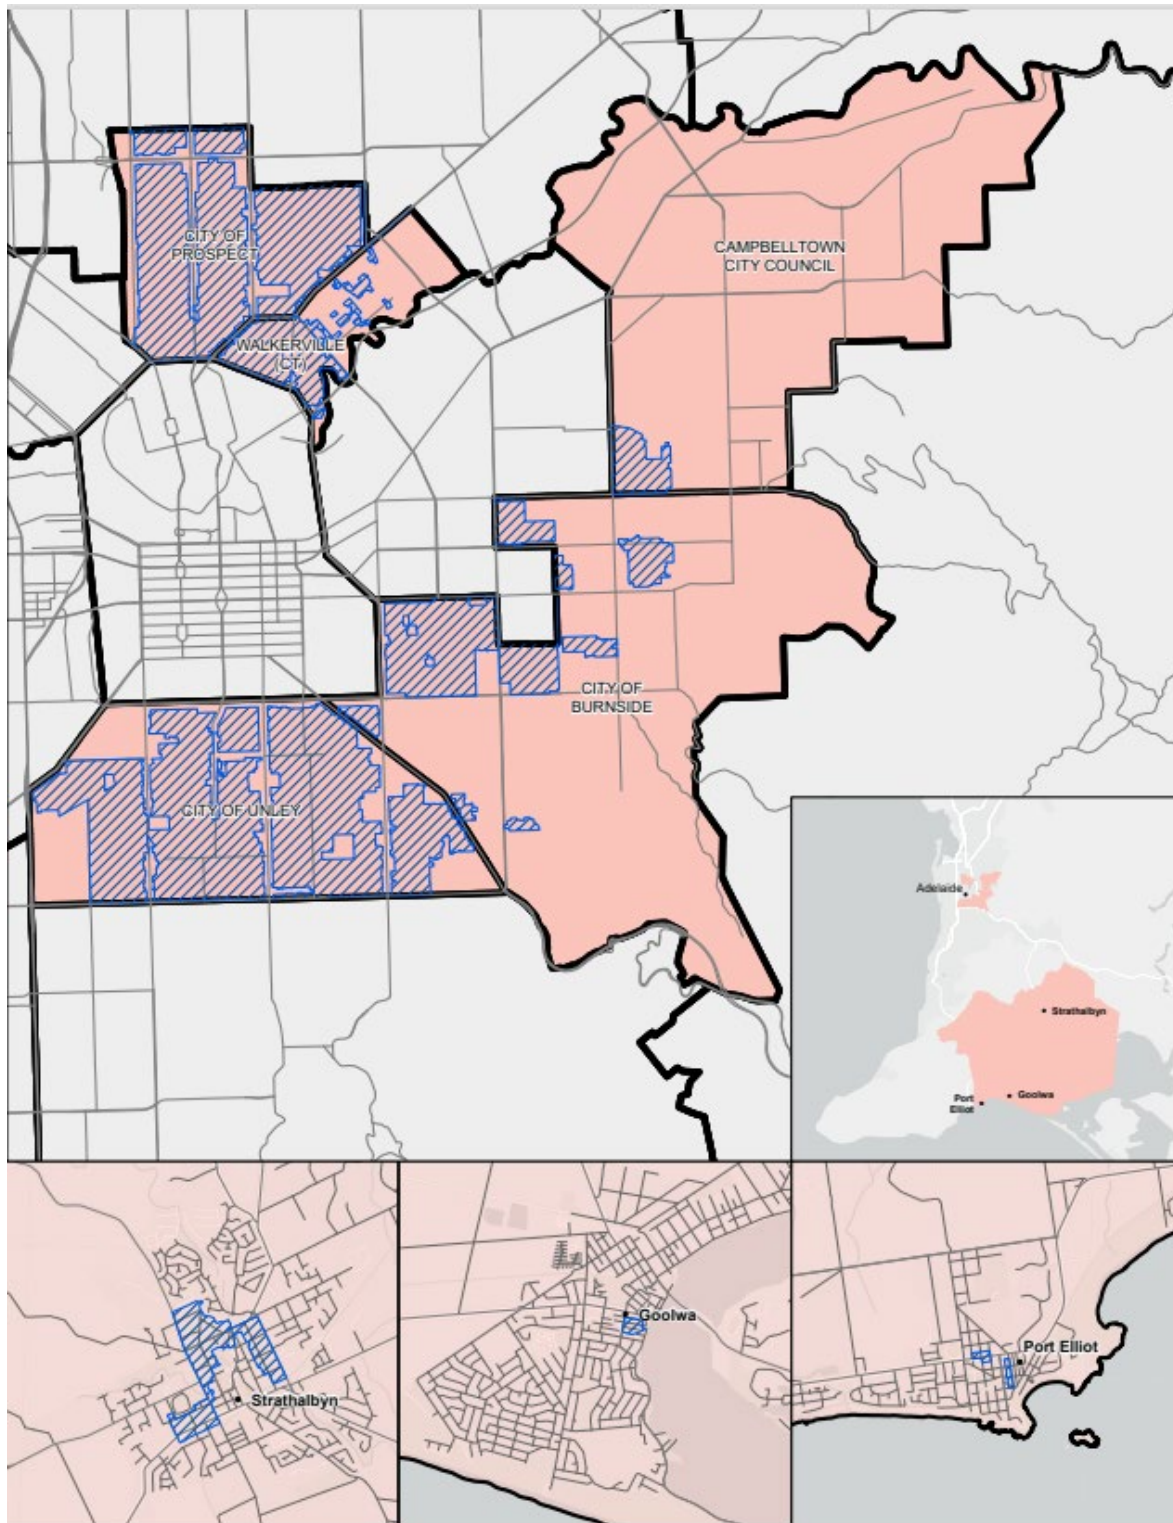 CITY OF
PROSPECT
CAMPBELLTOWN
CITY COUNCIL
WALKERVILLE
(CT)
CITY OF
BURNSIDE
CITY OF UNLEY
Adelaide
Strathalbyn
Port
Elliot
Goolwa
Strathalbyn
Goolwa
Port Elliot